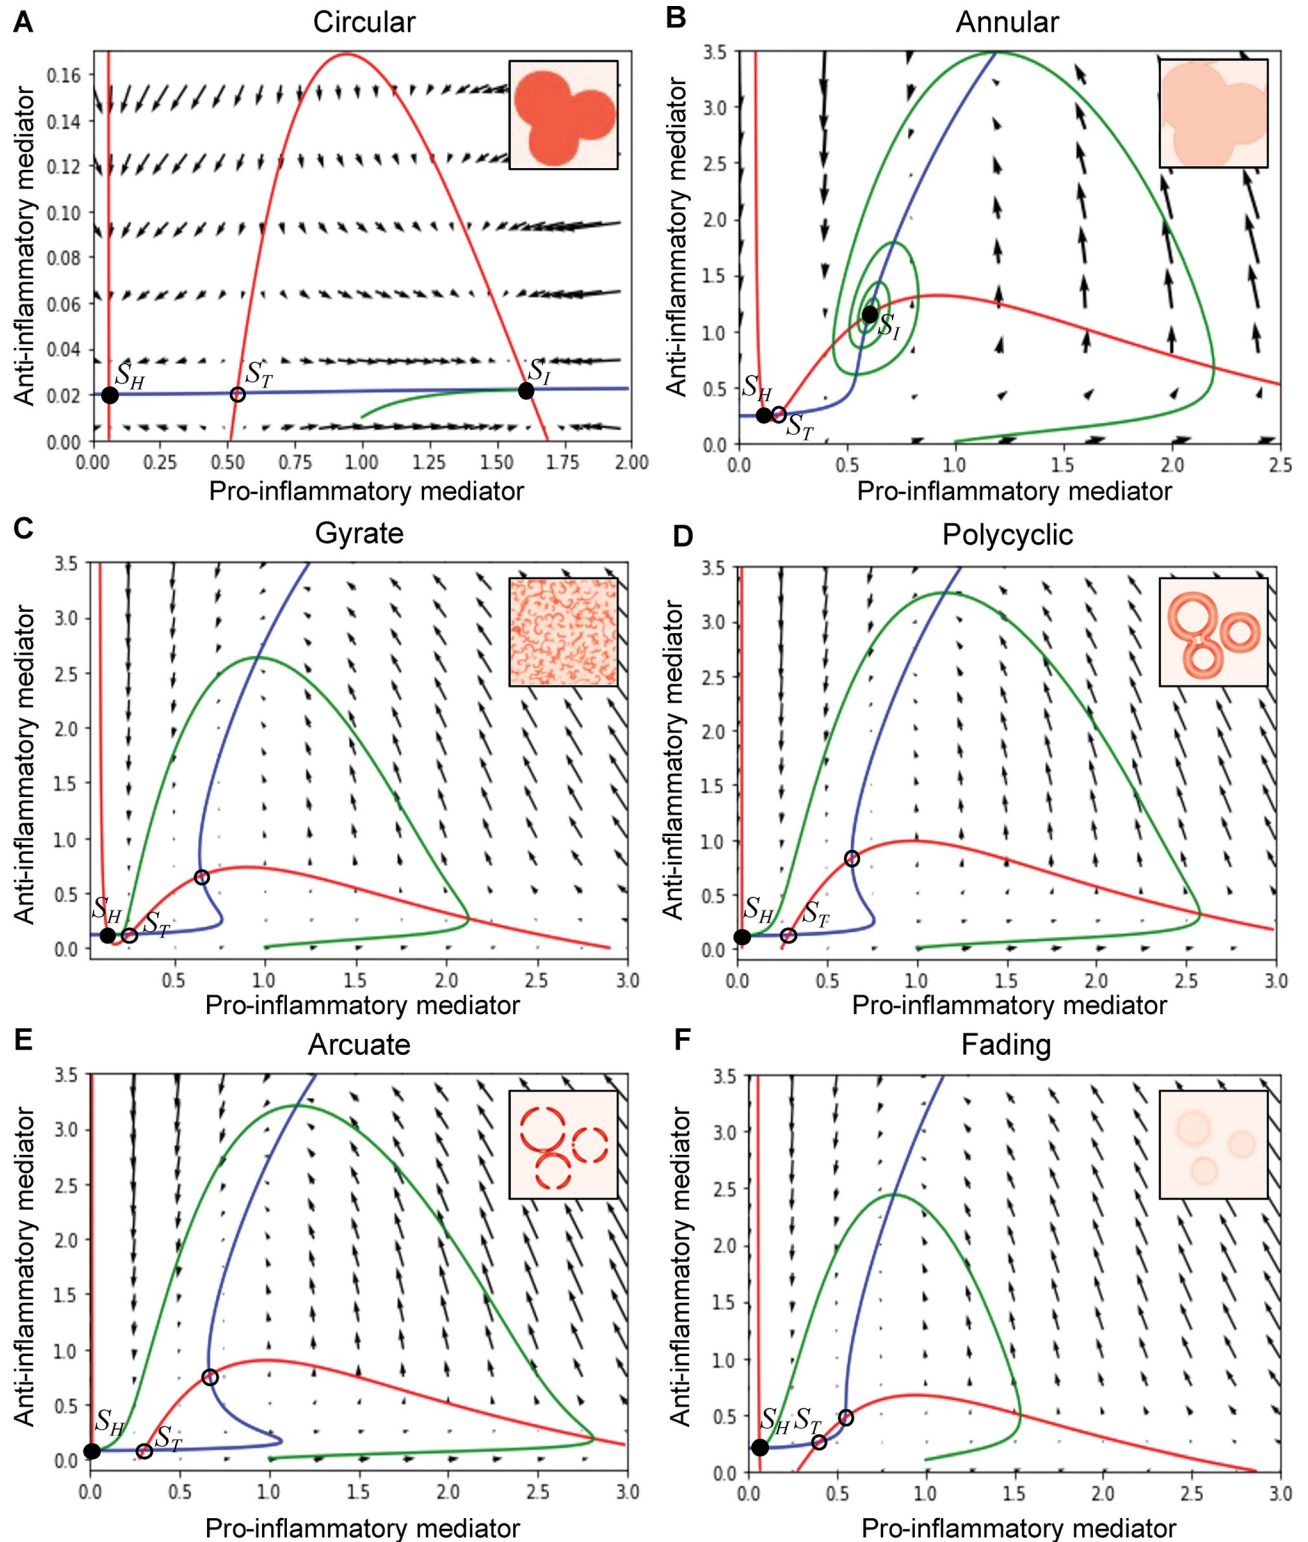 A
Circular
Anti-inflammatory mediator
0.16
0.14
0.12
0.10
0.08
0.06
0.04
0.02
0.00
S_H
S_T
S_I
0.00 0.25 0.50 0.75 1.00 1.25 1.50 1.75 2.00
Pro-inflammatory mediator
B
Annular
Anti-inflammatory mediator
3.5
3.0
2.5
2.0
1.5
1.0
0.5
0.0
S_I
S_H
S_T
0.0 0.5 1.0 1.5 2.0 2.5
Pro-inflammatory mediator
C
Gyrate
Anti-inflammatory mediator
3.5
3.0
2.5
2.0
1.5
1.0
0.5
0.0
S_H
S_T
0.5 1.0 1.5 2.0 2.5 3.0
Pro-inflammatory mediator
D
Polycyclic
Anti-inflammatory mediator
3.5
3.0
2.5
2.0
1.5
1.0
0.5
0.0
S_H
S_T
0.0 0.5 1.0 1.5 2.0 2.5 3.0
Pro-inflammatory mediator
E
Arcuate
Anti-inflammatory mediator
3.5
3.0
2.5
2.0
1.5
1.0
0.5
0.0
S_H
S_T
0.0 0.5 1.0 1.5 2.0 2.5 3.0
Pro-inflammatory mediator
F
Fading
Anti-inflammatory mediator
3.5
3.0
2.5
2.0
1.5
1.0
0.5
0.0
S_H S_T
0.0 0.5 1.0 1.5 2.0 2.5 3.0
Pro-inflammatory mediator